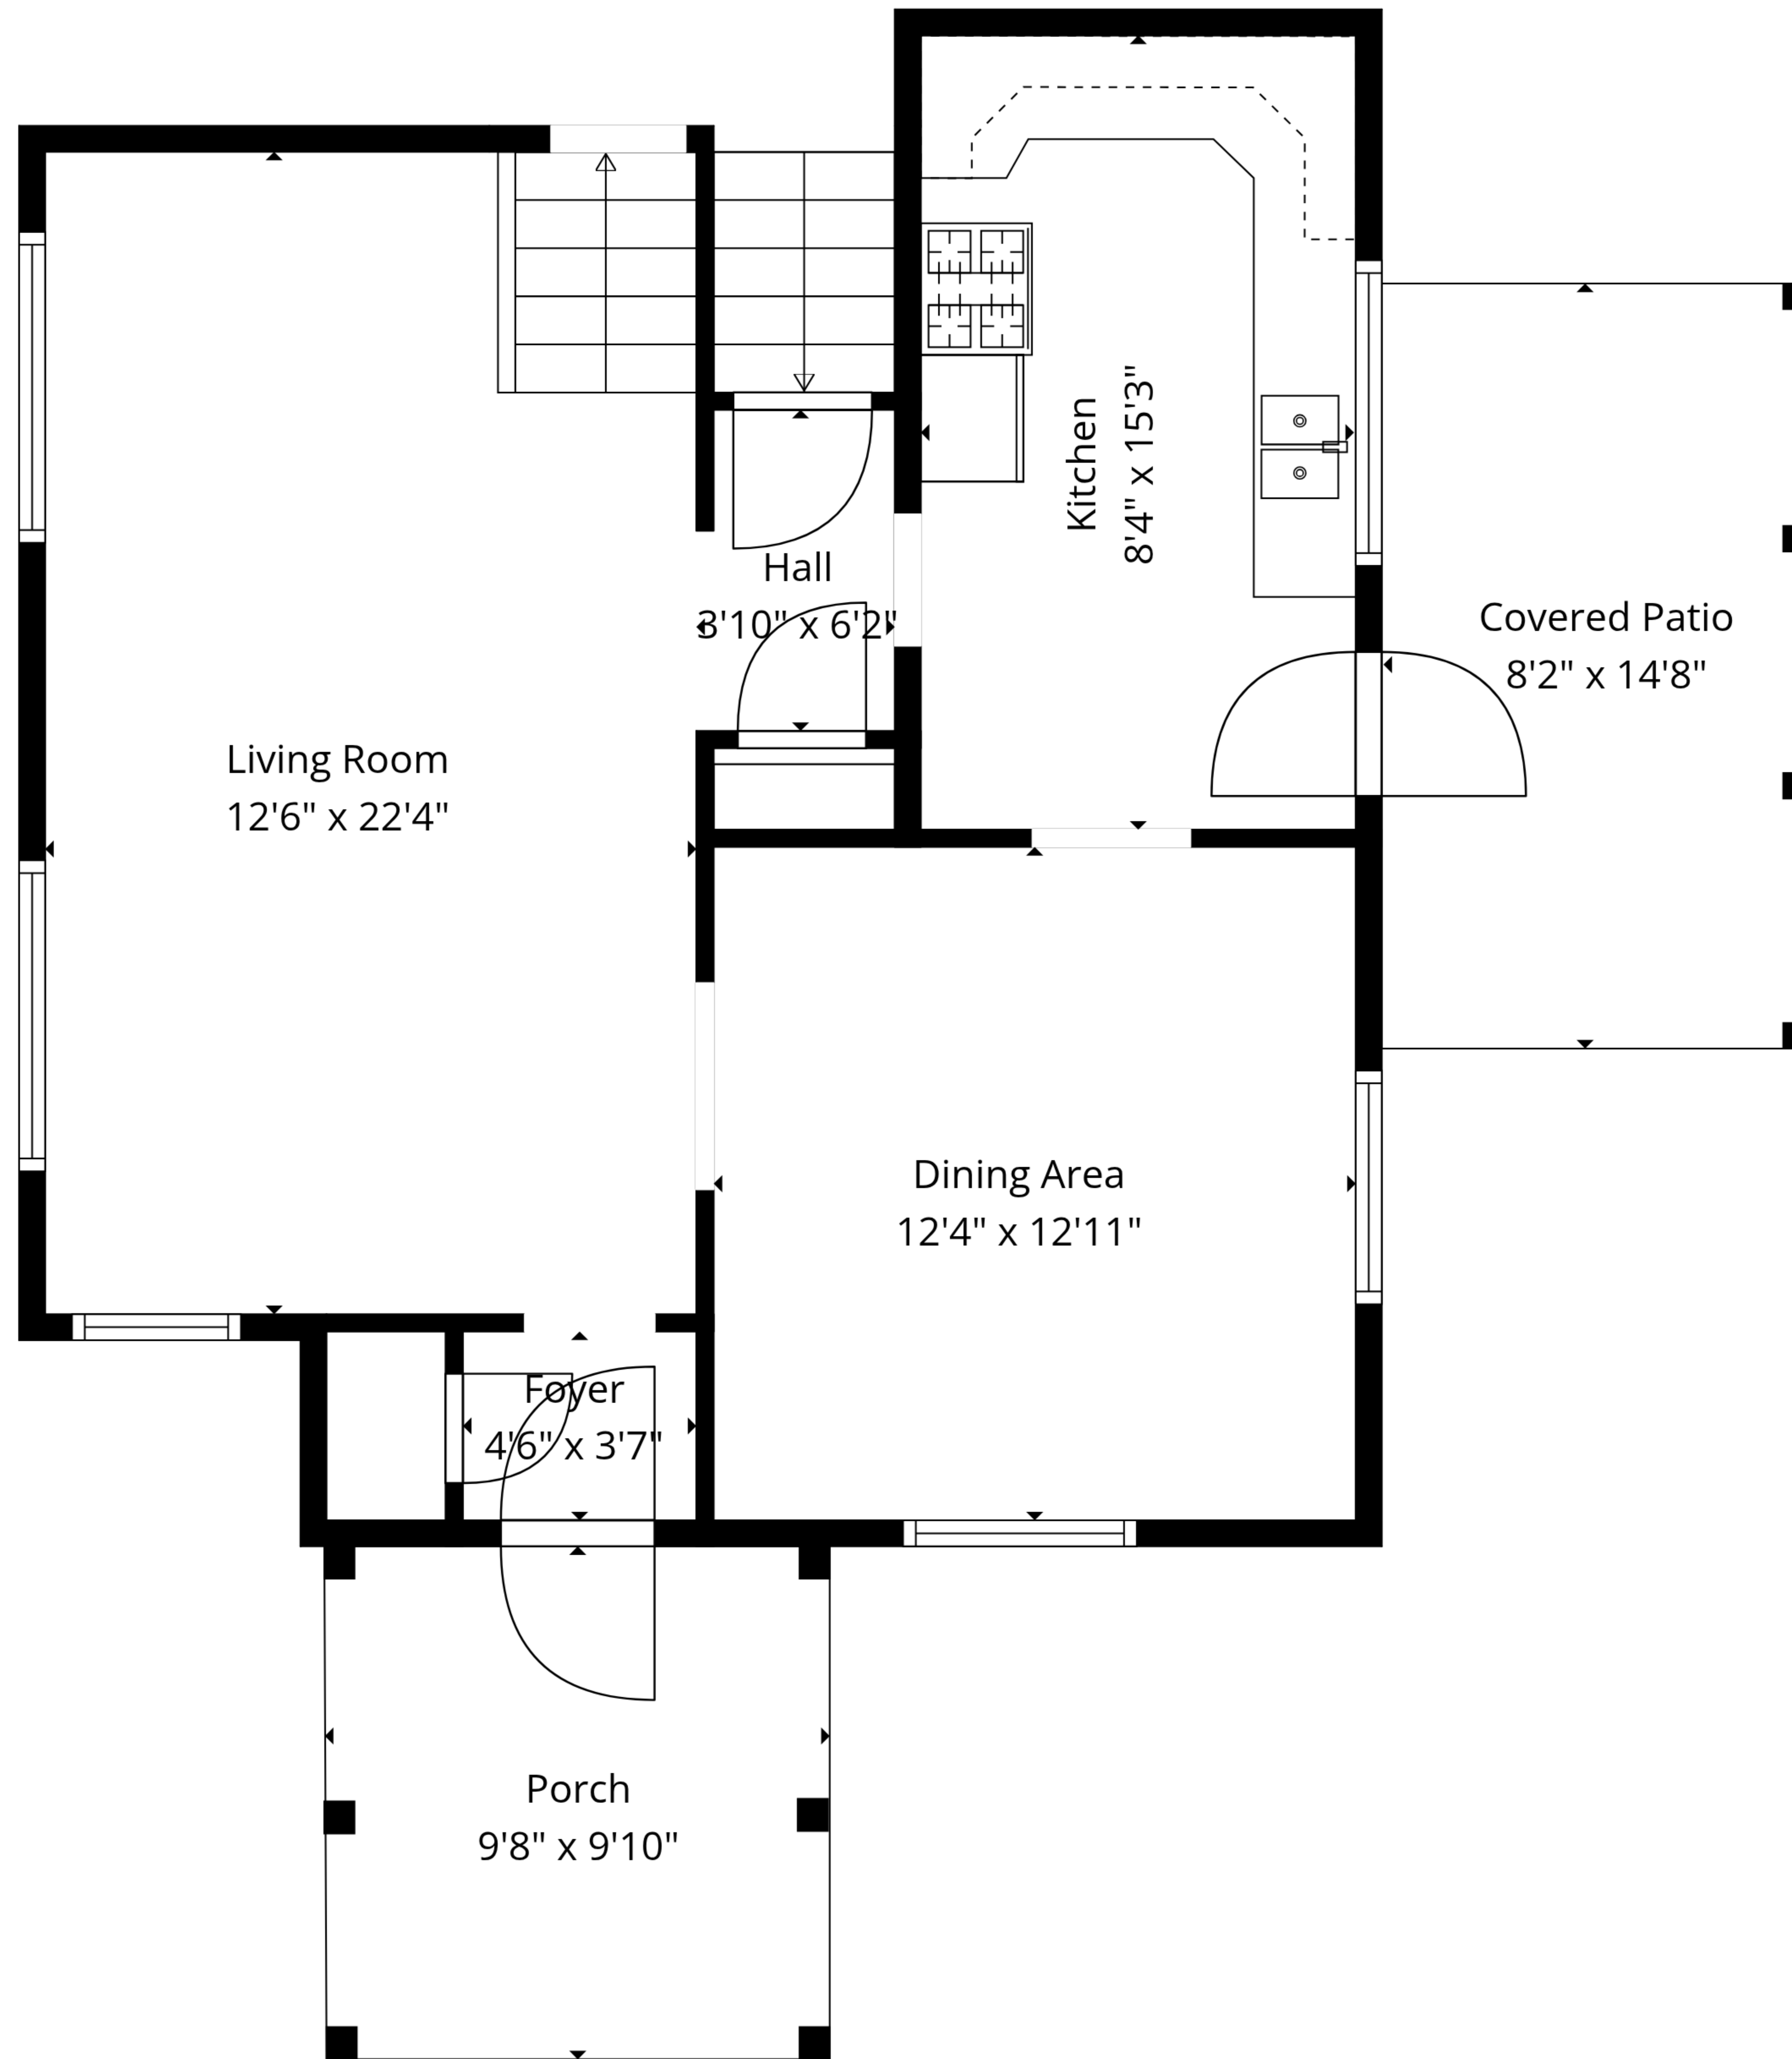 Kitchen
8'4" x 15'3"
Hall
3'10" x 6'2"
Covered Patio
8'2" x 14'8"
Living Room
12'6" x 22'4"
Dining Area
12'4" x 12'11"
Foyer
4'6" x 3'7"
Porch
9'8" x 9'10"